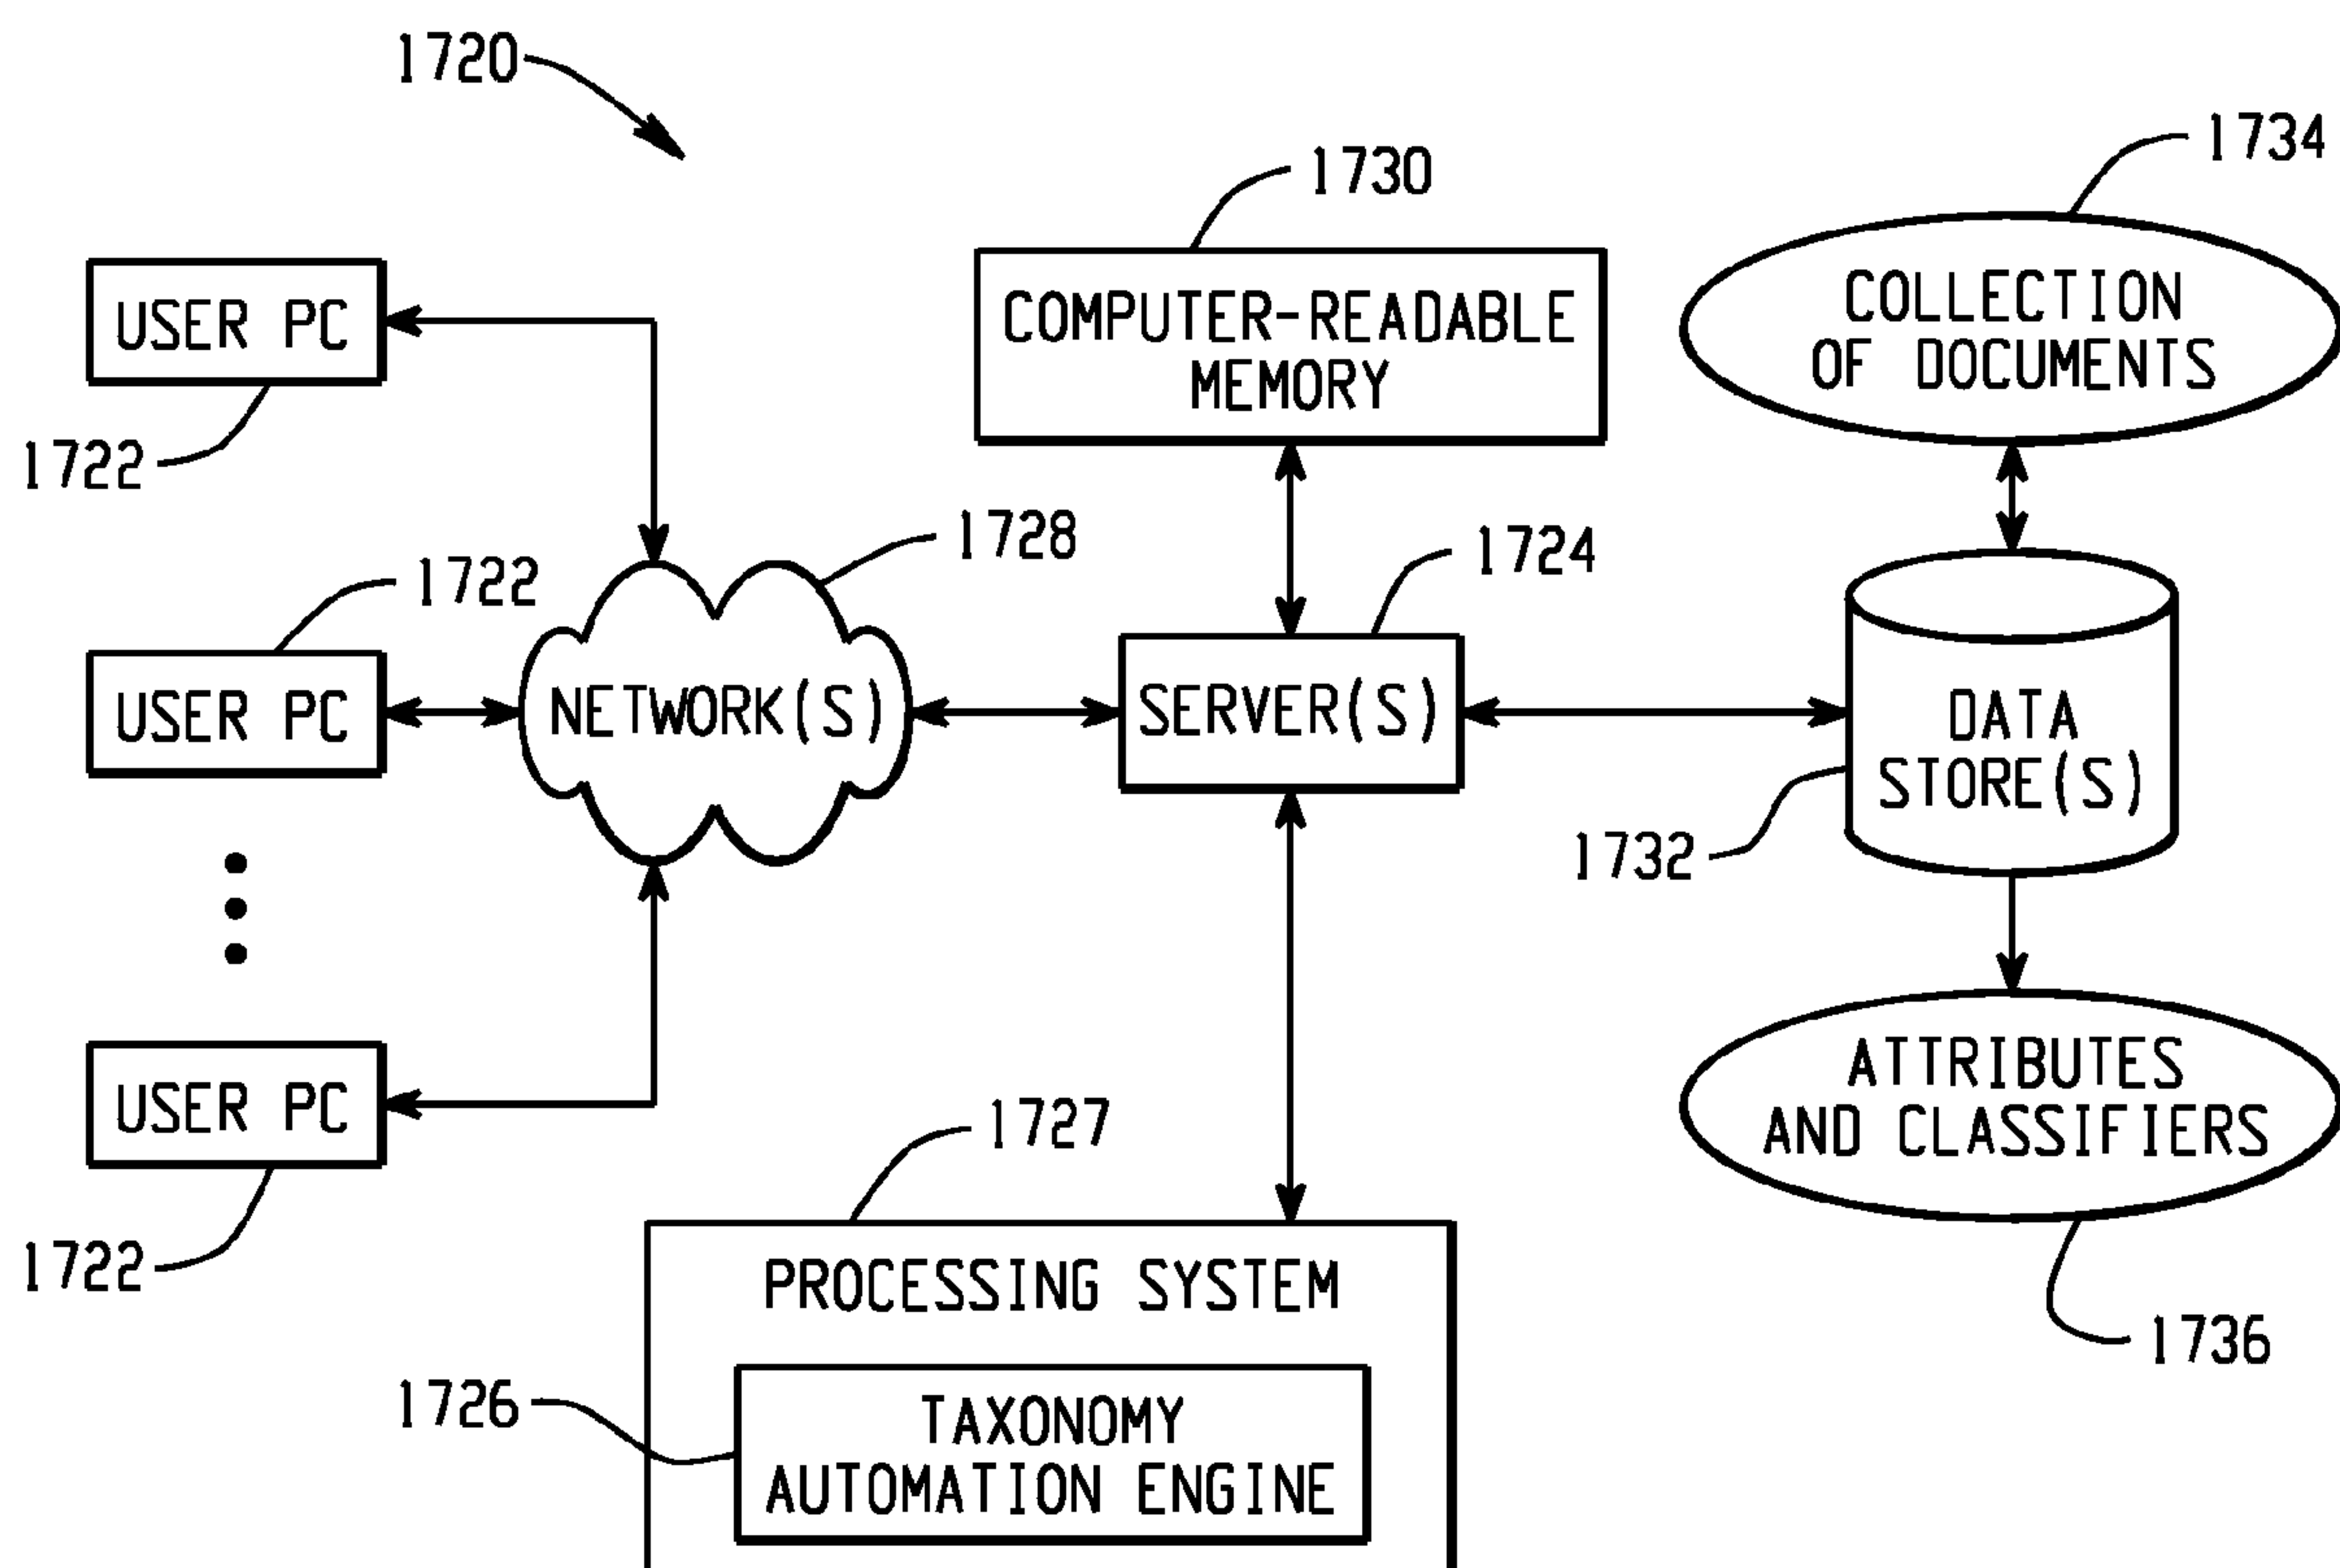 1720
1730
1734
USER PC
COMPUTER-READABLE
MEMORY
COLLECTION
OF DOCUMENTS
1722
1728
1724
1722
USER PC
NETWORK(S)
SERVER(S)
DATA
STORE(S)
1732
USER PC
1722
1727
ATTRIBUTES
AND CLASSIFIERS
1736
PROCESSING SYSTEM
1726
TAXONOMY
AUTOMATION ENGINE